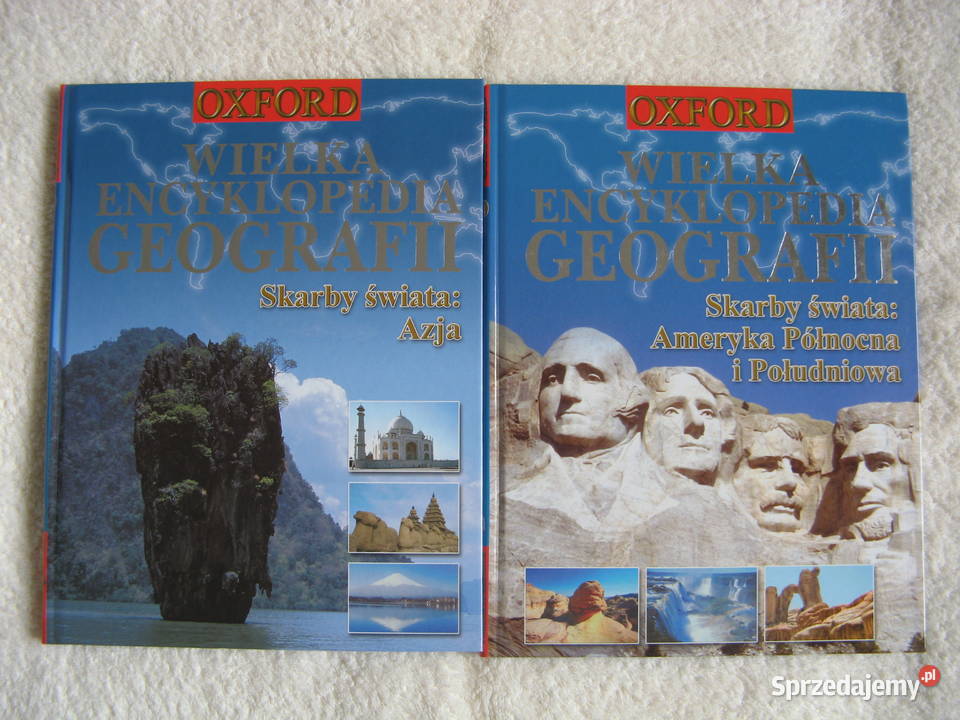 OXFORD
WIELKA
ENCYKLOPEDIA
GEOGRAFII
Skarby świata:
Azja
OXFORD
WIELKA
ENCYKLOPEDIA
GEOGRAFII
Skarby świata:
Ameryka Północna
i Południowa
Sprzedajemy.pl